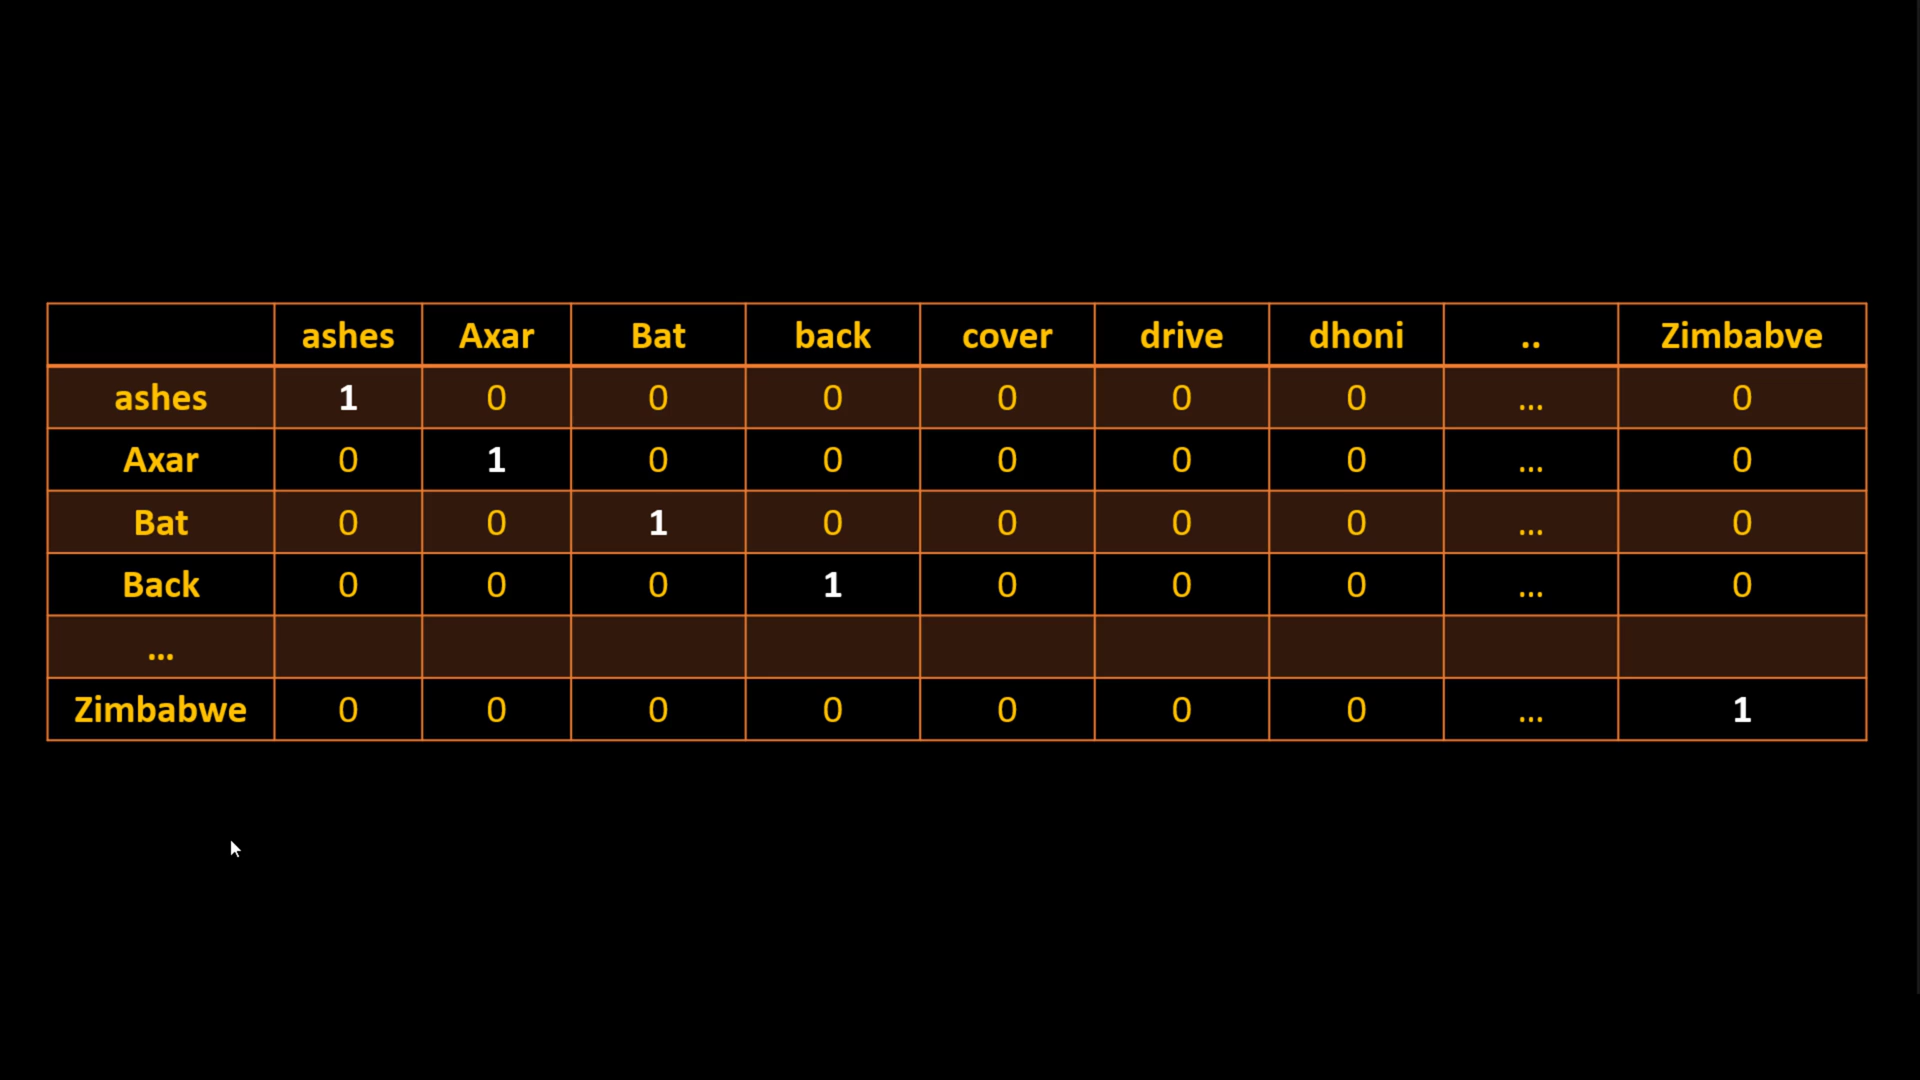 ashes Axar Bat back cover drive dhoni .. Zimbabve
ashes 1 0 0 0 0 0 0 ... 0
Axar 0 1 0 0 0 0 0 ... 0
Bat 0 0 1 0 0 0 0 ... 0
Back 0 0 0 1 0 0 0 ... 0
...
Zimbabwe 0 0 0 0 0 0 0 ... 1